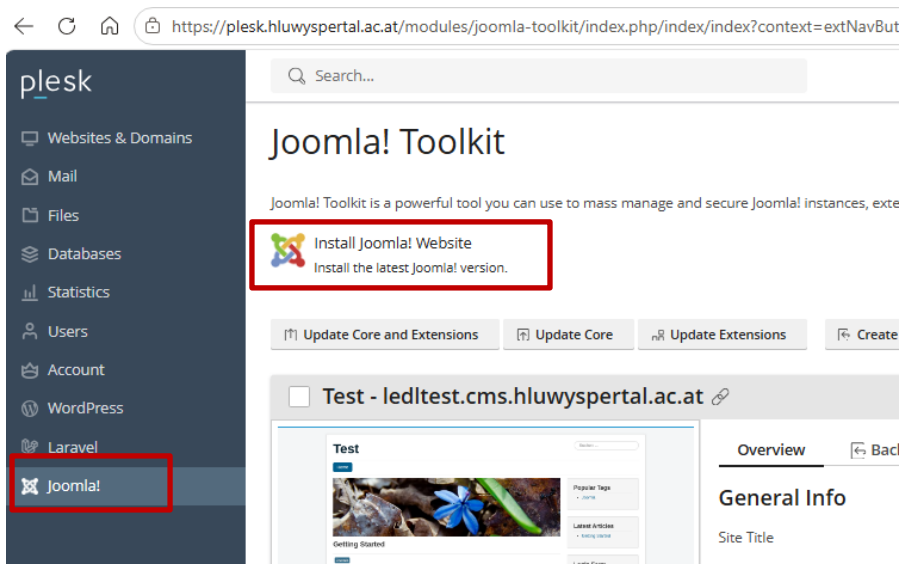 https://plesk.hluwyspertal.ac.at/modules/joomla-toolkit/index.php/index/index?context=extNavBut
plesk
Search...
Websites & Domains
Mail
Files
Databases
Statistics
Users
Account
WordPress
Laravel
Joomla!
Joomla! Toolkit
Joomla! Toolkit is a powerful tool you can use to mass manage and secure Joomla! instances, exte
Install Joomla! Website
Install the latest Joomla! version.
Update Core and Extensions
Update Core
Update Extensions
Create
Test - ledltest.cms.hluwyspertal.ac.at
Test
Popular Tags
Latest Articles
Getting Started
Overview
Back
General Info
Site Title